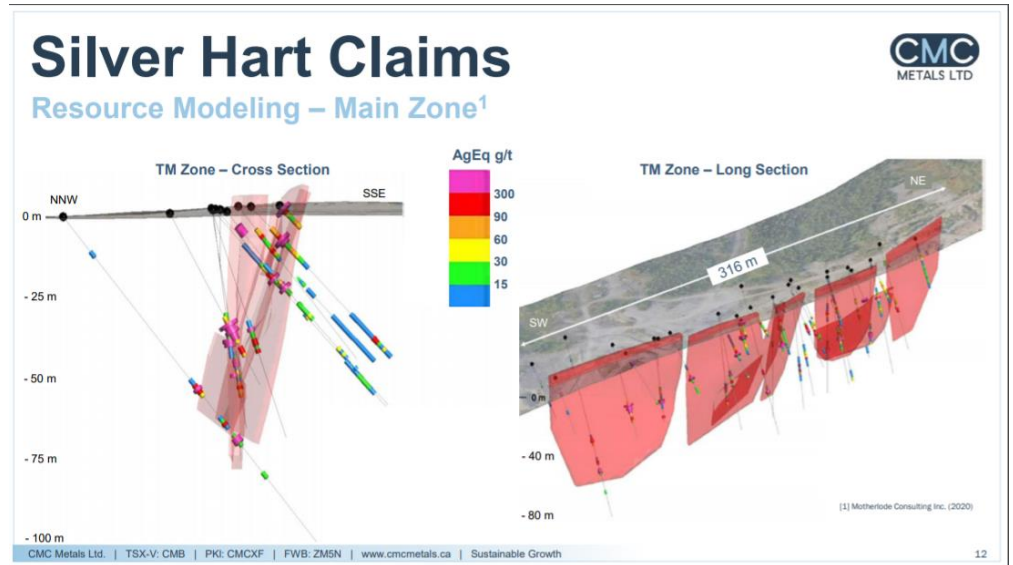 Silver Hart Claims
CMC
METALS LTD
Resource Modeling – Main Zone1
TM Zone – Cross Section
AgEq g/t
300
90
60
30
15
NNW
SSE
0 m
- 25 m
- 50 m
- 75 m
- 100 m
TM Zone – Long Section
NE
316 m
SW
0 m
- 40 m
- 80 m
[1] Motherlode Consulting Inc. (2020)
CMC Metals Ltd. | TSX-V: CMB | PKI: CMCXF | FWB: ZM5N | www.cmcmetals.ca | Sustainable Growth
12